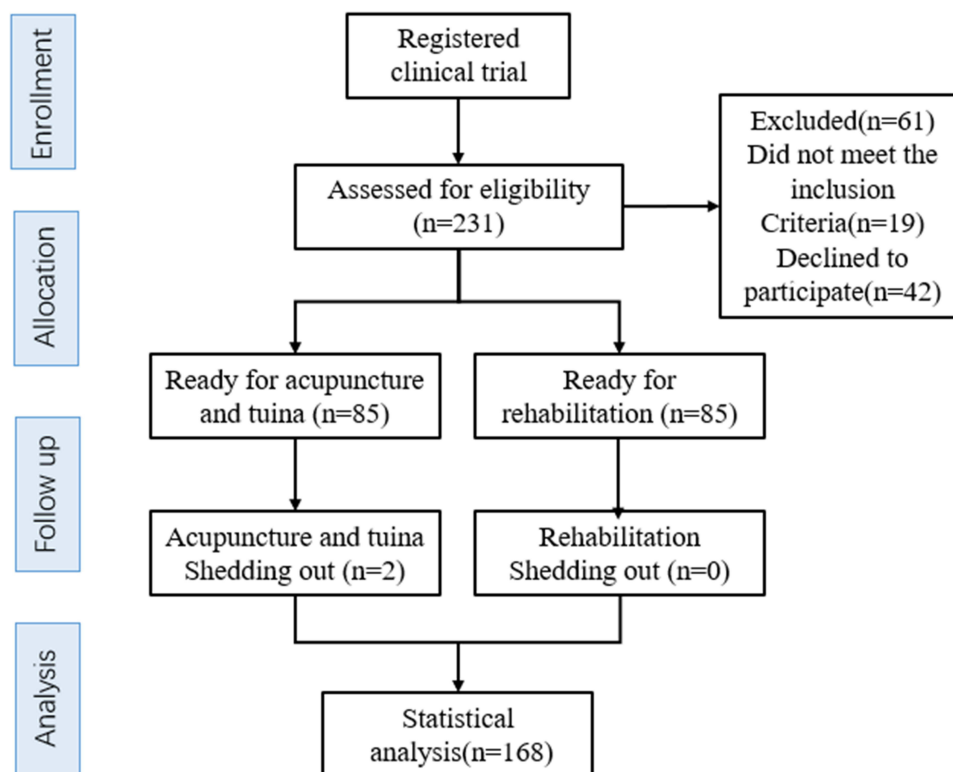 Enrollment
Registered
clinical trial
Assessed for eligibility
(n=231)
Excluded(n=61)
Did not meet the
inclusion
Criteria(n=19)
Declined to
participate(n=42)
Allocation
Ready for acupuncture
and tuina (n=85)
Ready for
rehabilitation (n=85)
Follow up
Acupuncture and tuina
Shedding out (n=2)
Rehabilitation
Shedding out (n=0)
Analysis
Statistical
analysis(n=168)